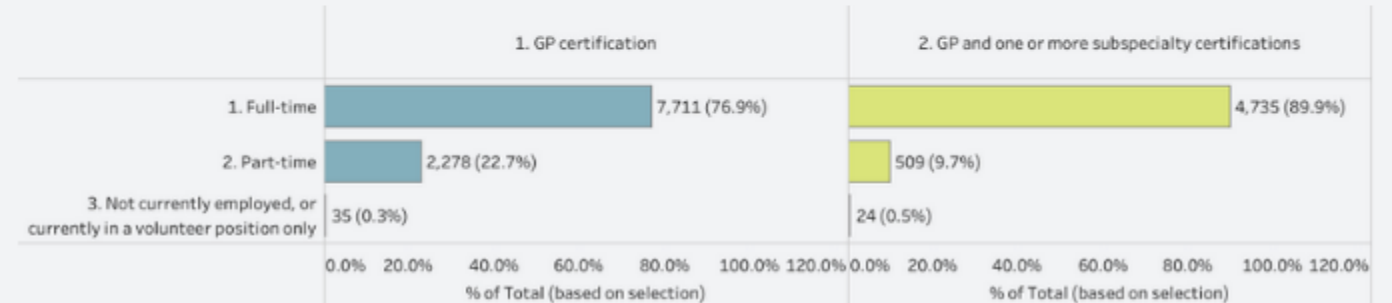 1. GP certification
2. GP and one or more subspecialty certifications
1. Full-time
7,711 (76.9%)
4,735 (89.9%)
2. Part-time
2,278 (22.7%)
509 (9.7%)
3. Not currently employed, or
currently in a volunteer position only
35 (0.3%)
24 (0.5%)
0.0% 20.0% 40.0% 60.0% 80.0% 100.0% 120.0%
0.0% 20.0% 40.0% 60.0% 80.0% 100.0% 120.0%
% of Total (based on selection)
% of Total (based on selection)